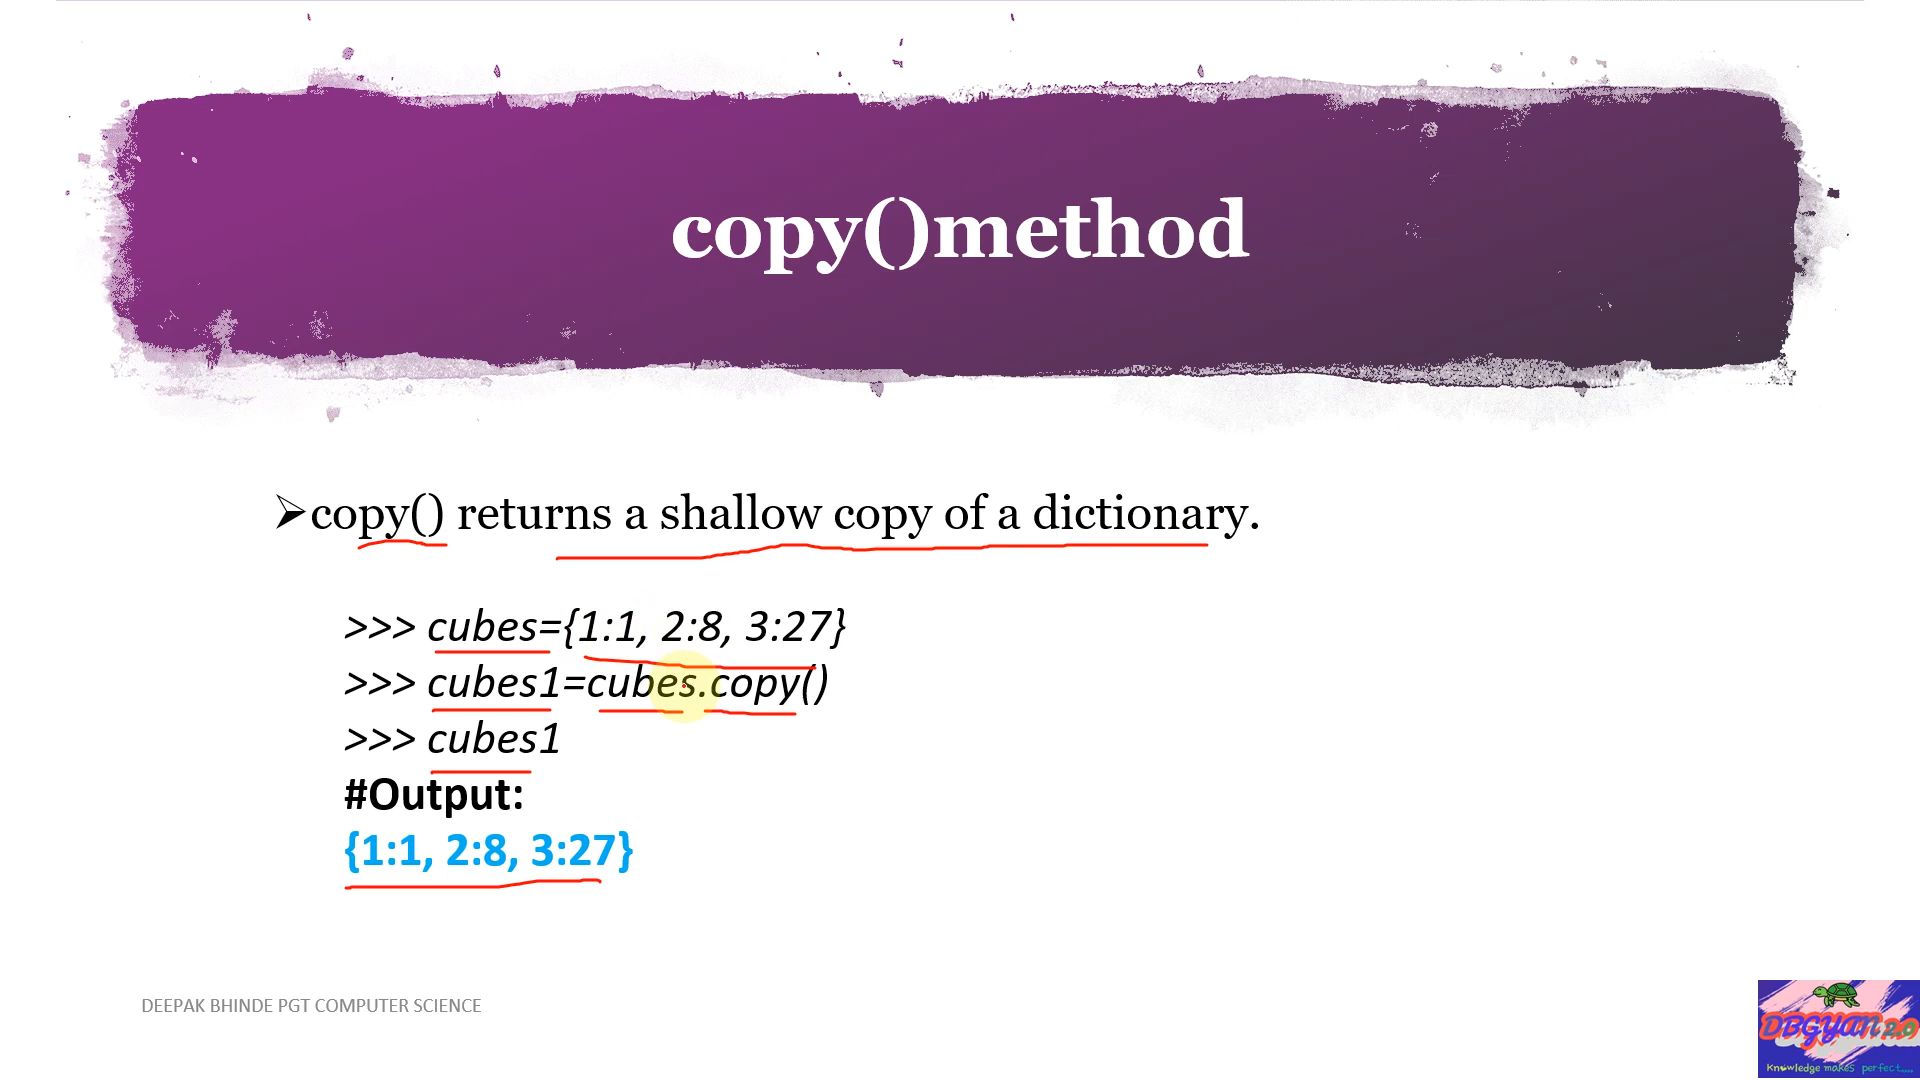 copy()method
➢copy() returns a shallow copy of a dictionary.
>>> cubes={1:1, 2:8, 3:27}
>>> cubes1=cubes.copy()
>>> cubes1
#Output:
{1:1, 2:8, 3:27}
DEEPAK BHINDE PGT COMPUTER SCIENCE
DBGYAN 2.0
Knowledge makes perfect....